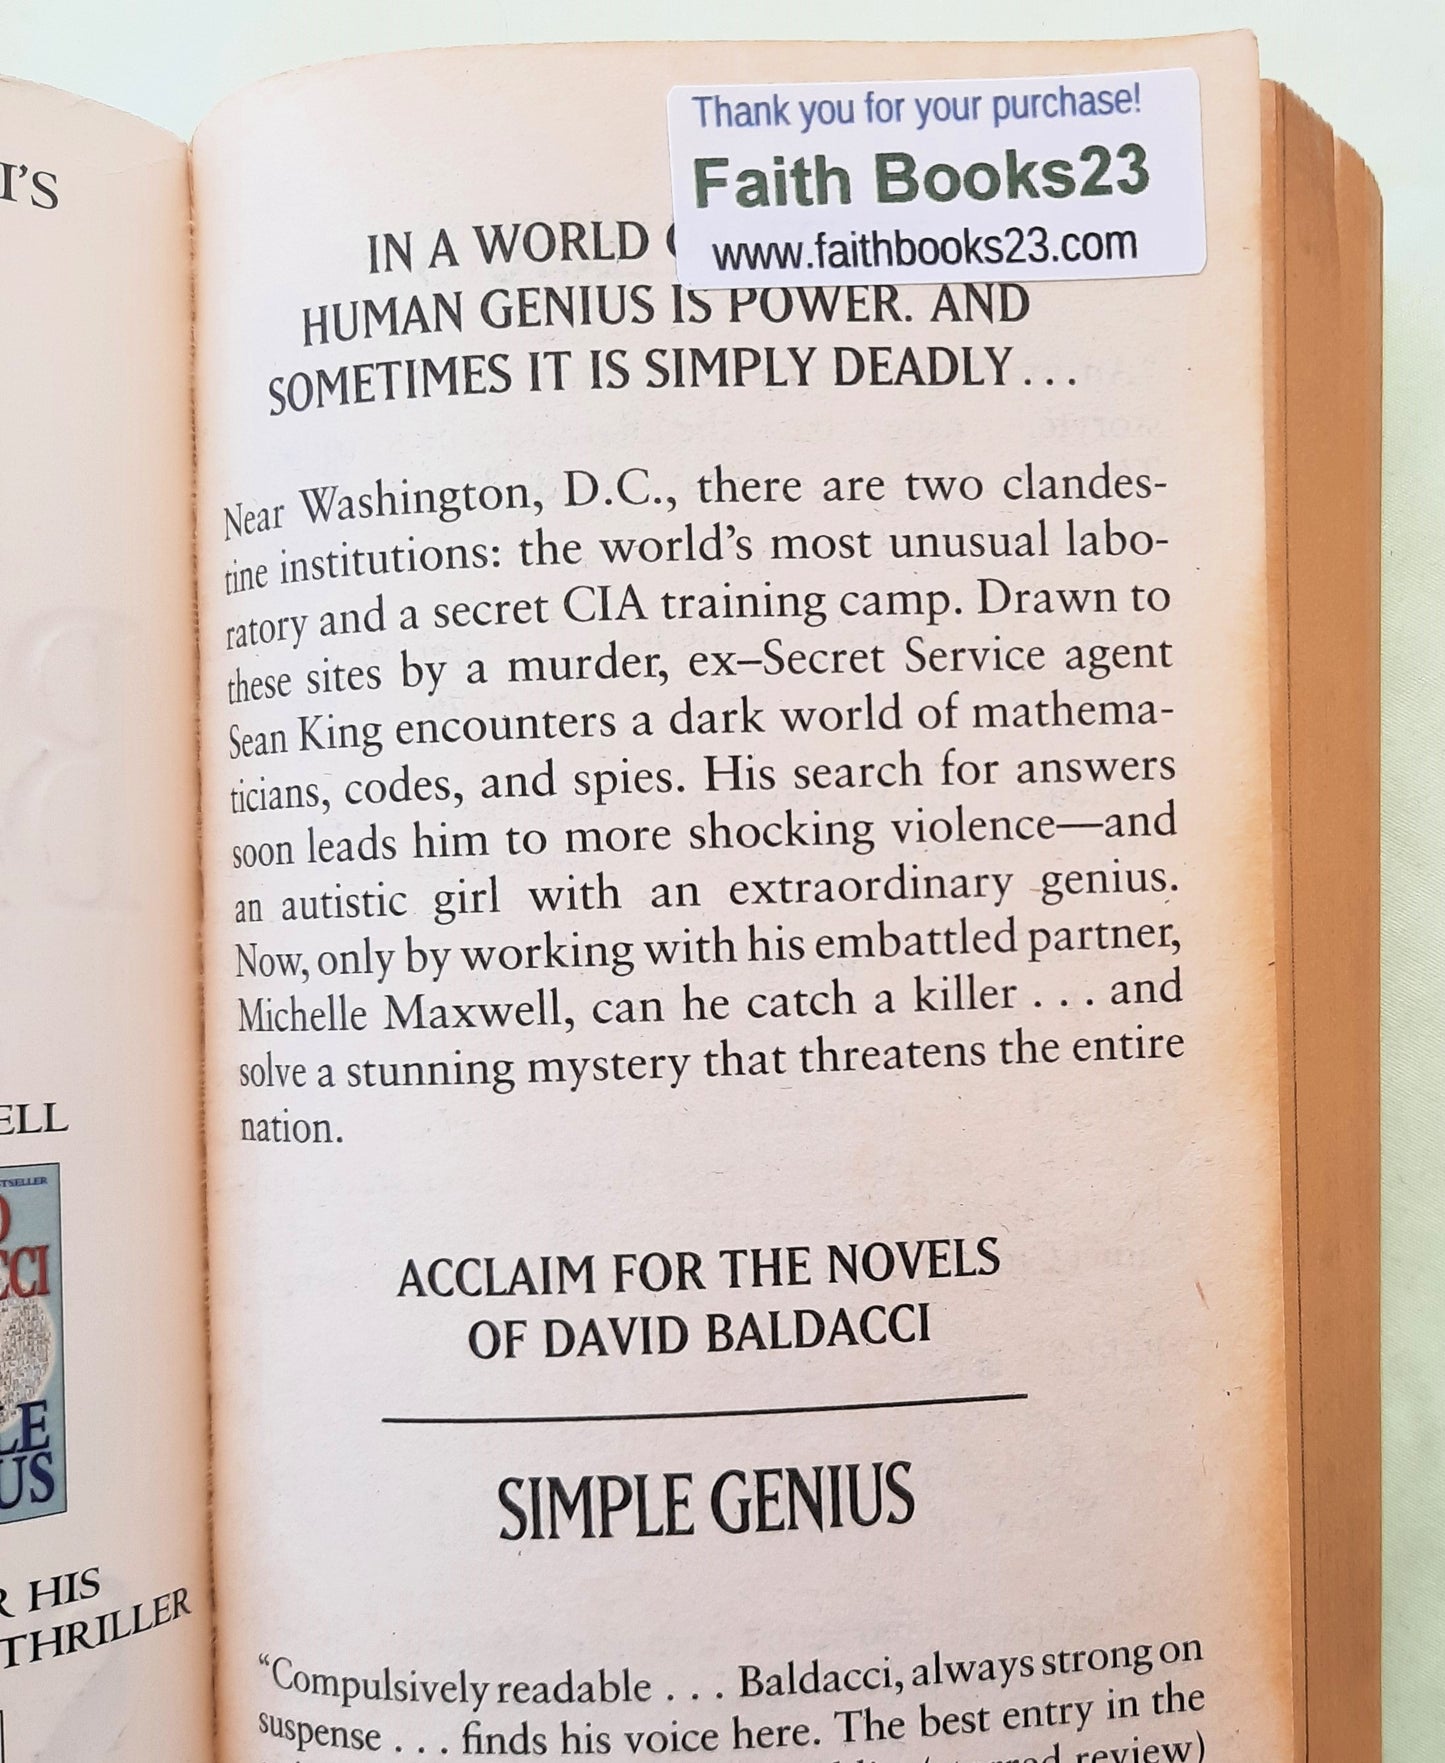 I'S
ELL
BESTSELLER
CCI
LE
US
R HIS
THRILLER
Thank you for your purchase!
Faith Books23
www.faithbooks23.com
IN A WORLD
HUMAN GENIUS IS POWER. AND
SOMETIMES IT IS SIMPLY DEADLY . . .
Near Washington, D.C., there are two clandes-
tine institutions: the world's most unusual labo-
ratory and a secret CIA training camp. Drawn to
these sites by a murder, ex–Secret Service agent
Sean King encounters a dark world of mathema-
ticians, codes, and spies. His search for answers
soon leads him to more shocking violence—and
an autistic girl with an extraordinary genius.
Now, only by working with his embattled partner,
Michelle Maxwell, can he catch a killer . . . and
solve a stunning mystery that threatens the entire
nation.
ACCLAIM FOR THE NOVELS
OF DAVID BALDACCI
SIMPLE GENIUS
“Compulsively readable . . . Baldacci, always strong on
suspense . . . finds his voice here. The best entry in the
review)